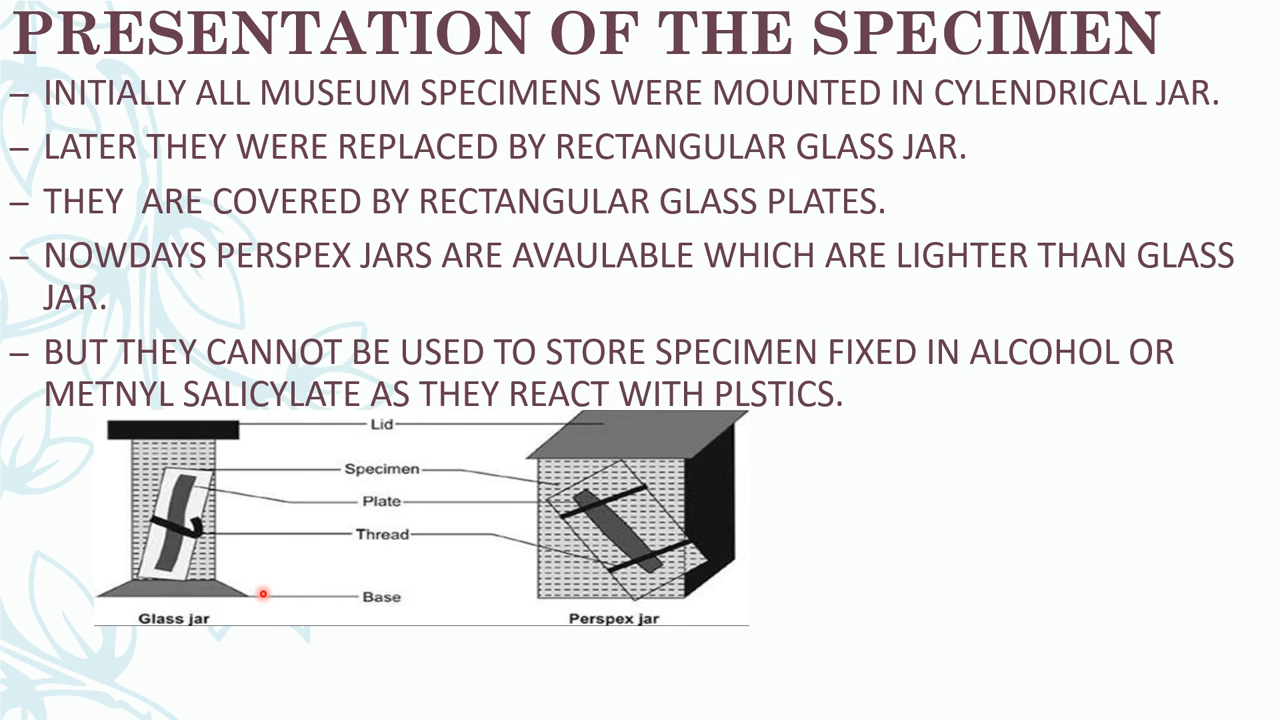 PRESENTATION OF THE SPECIMEN
– INITIALLY ALL MUSEUM SPECIMENS WERE MOUNTED IN CYLENDRICAL JAR.
– LATER THEY WERE REPLACED BY RECTANGULAR GLASS JAR.
– THEY  ARE COVERED BY RECTANGULAR GLASS PLATES.
– NOWDAYS PERSPEX JARS ARE AVAULABLE WHICH ARE LIGHTER THAN GLASS
JAR.
– BUT THEY CANNOT BE USED TO STORE SPECIMEN FIXED IN ALCOHOL OR
METNYL SALICYLATE AS THEY REACT WITH PLSTICS.
Lid
Specimen
Plate
Thread
Base
Glass jar
Perspex jar